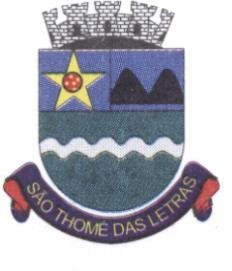 SÃO THOMÉ DAS LETRAS